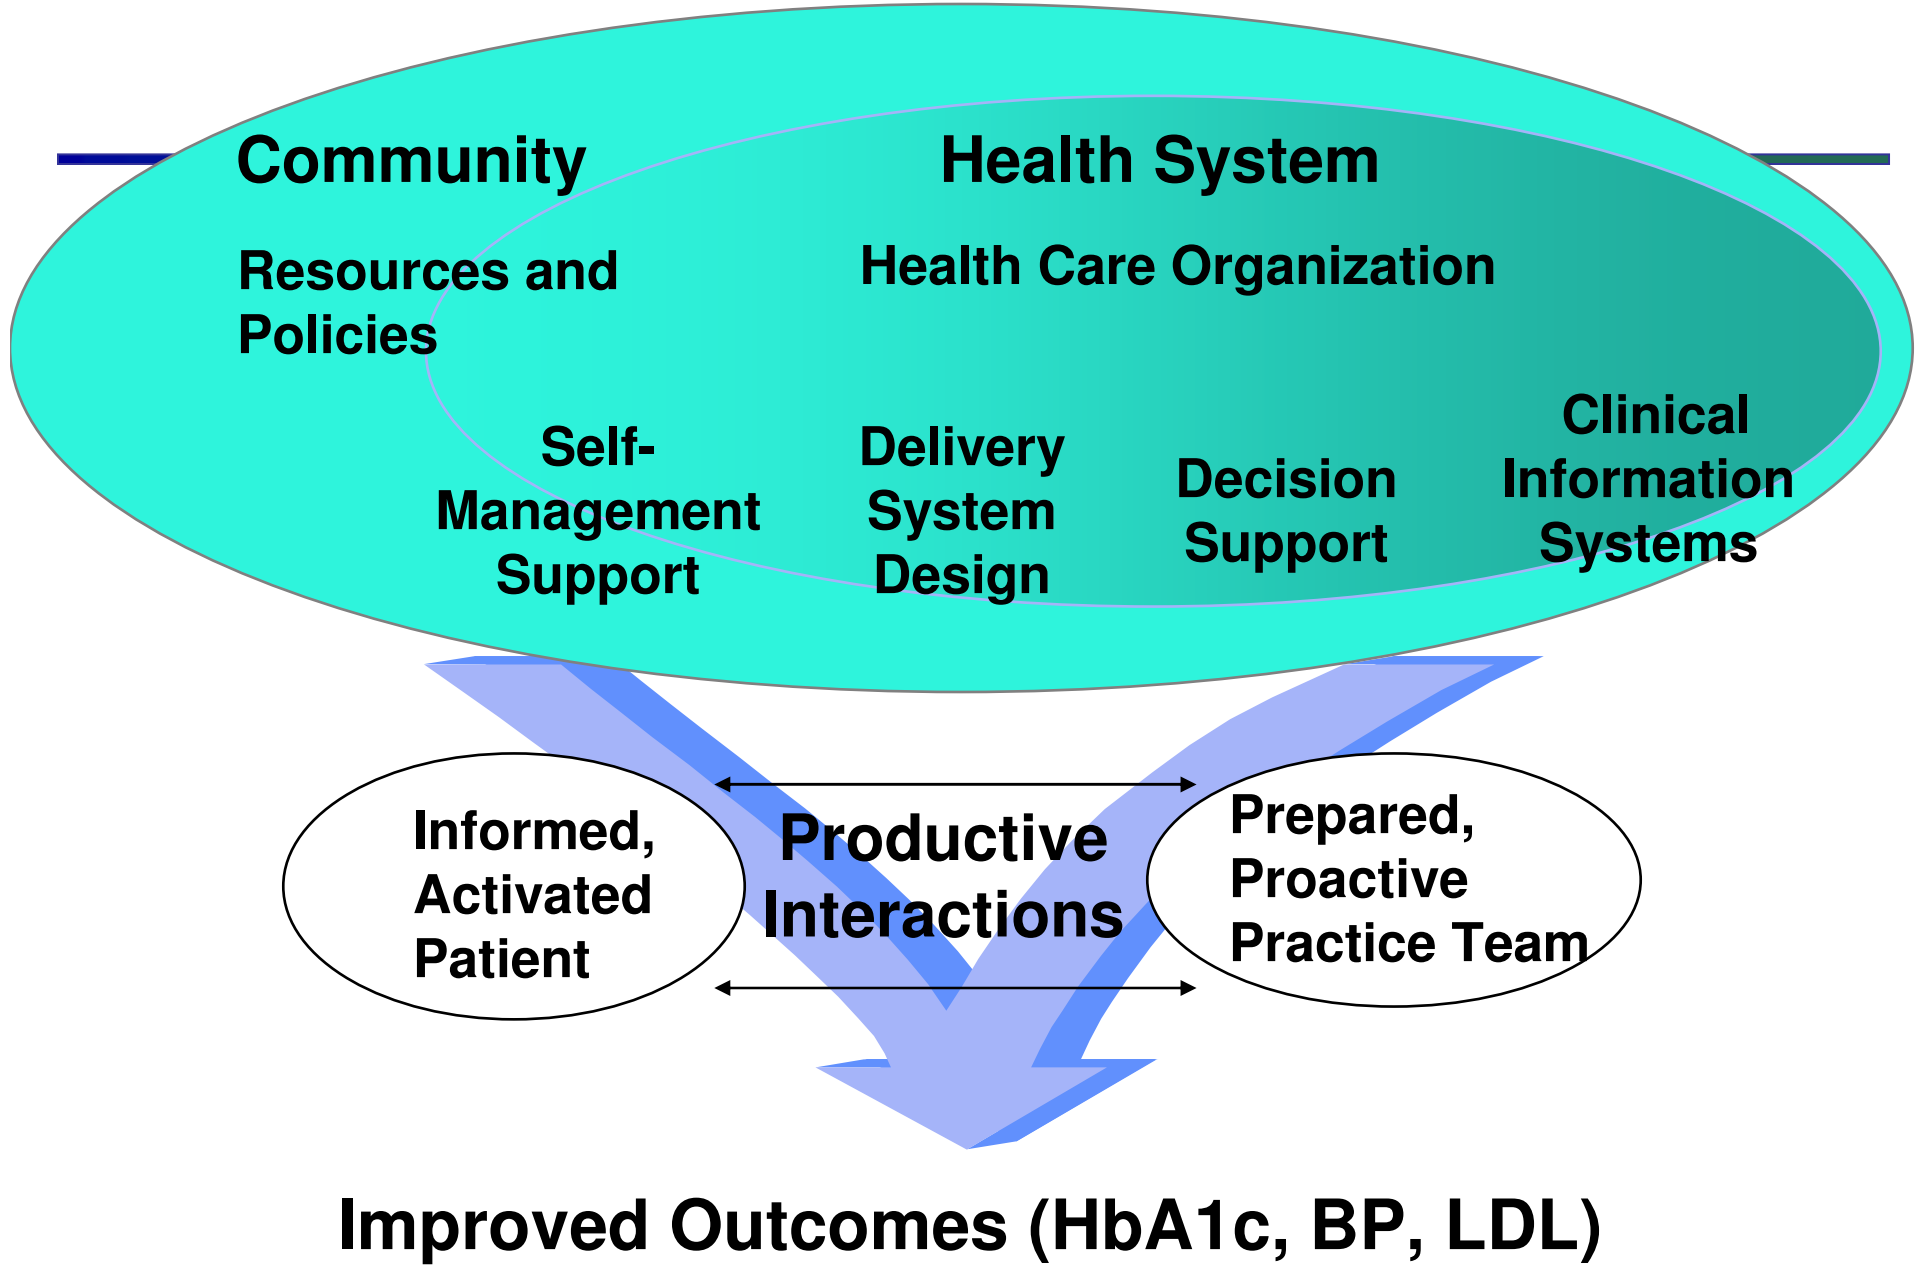 Community
Health System
Resources and
Policies
Health Care Organization
Self-
Management
Support
Delivery
System
Design
Decision
Support
Clinical
Information
Systems
Informed,
Activated
Patient
Productive
Interactions
Prepared,
Proactive
Practice Team
Improved Outcomes (HbA1c, BP, LDL)